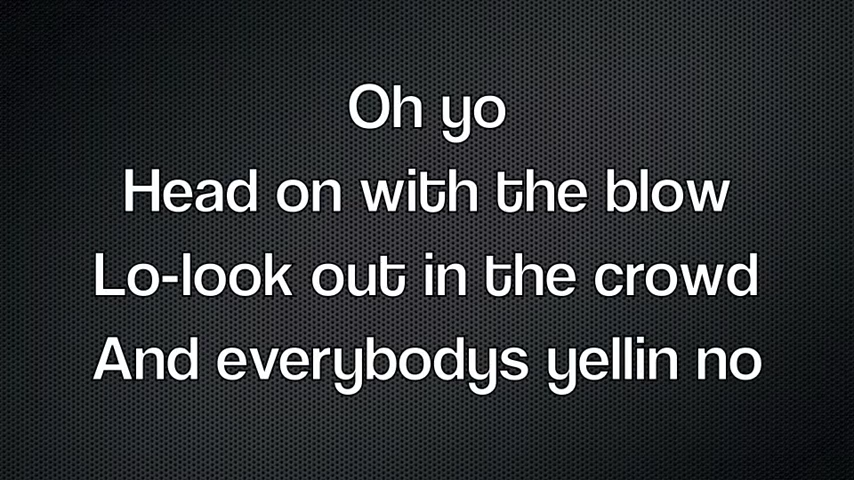 Oh yo
Head on with the blow
Lo-look out in the crowd
And everybodys yellin no